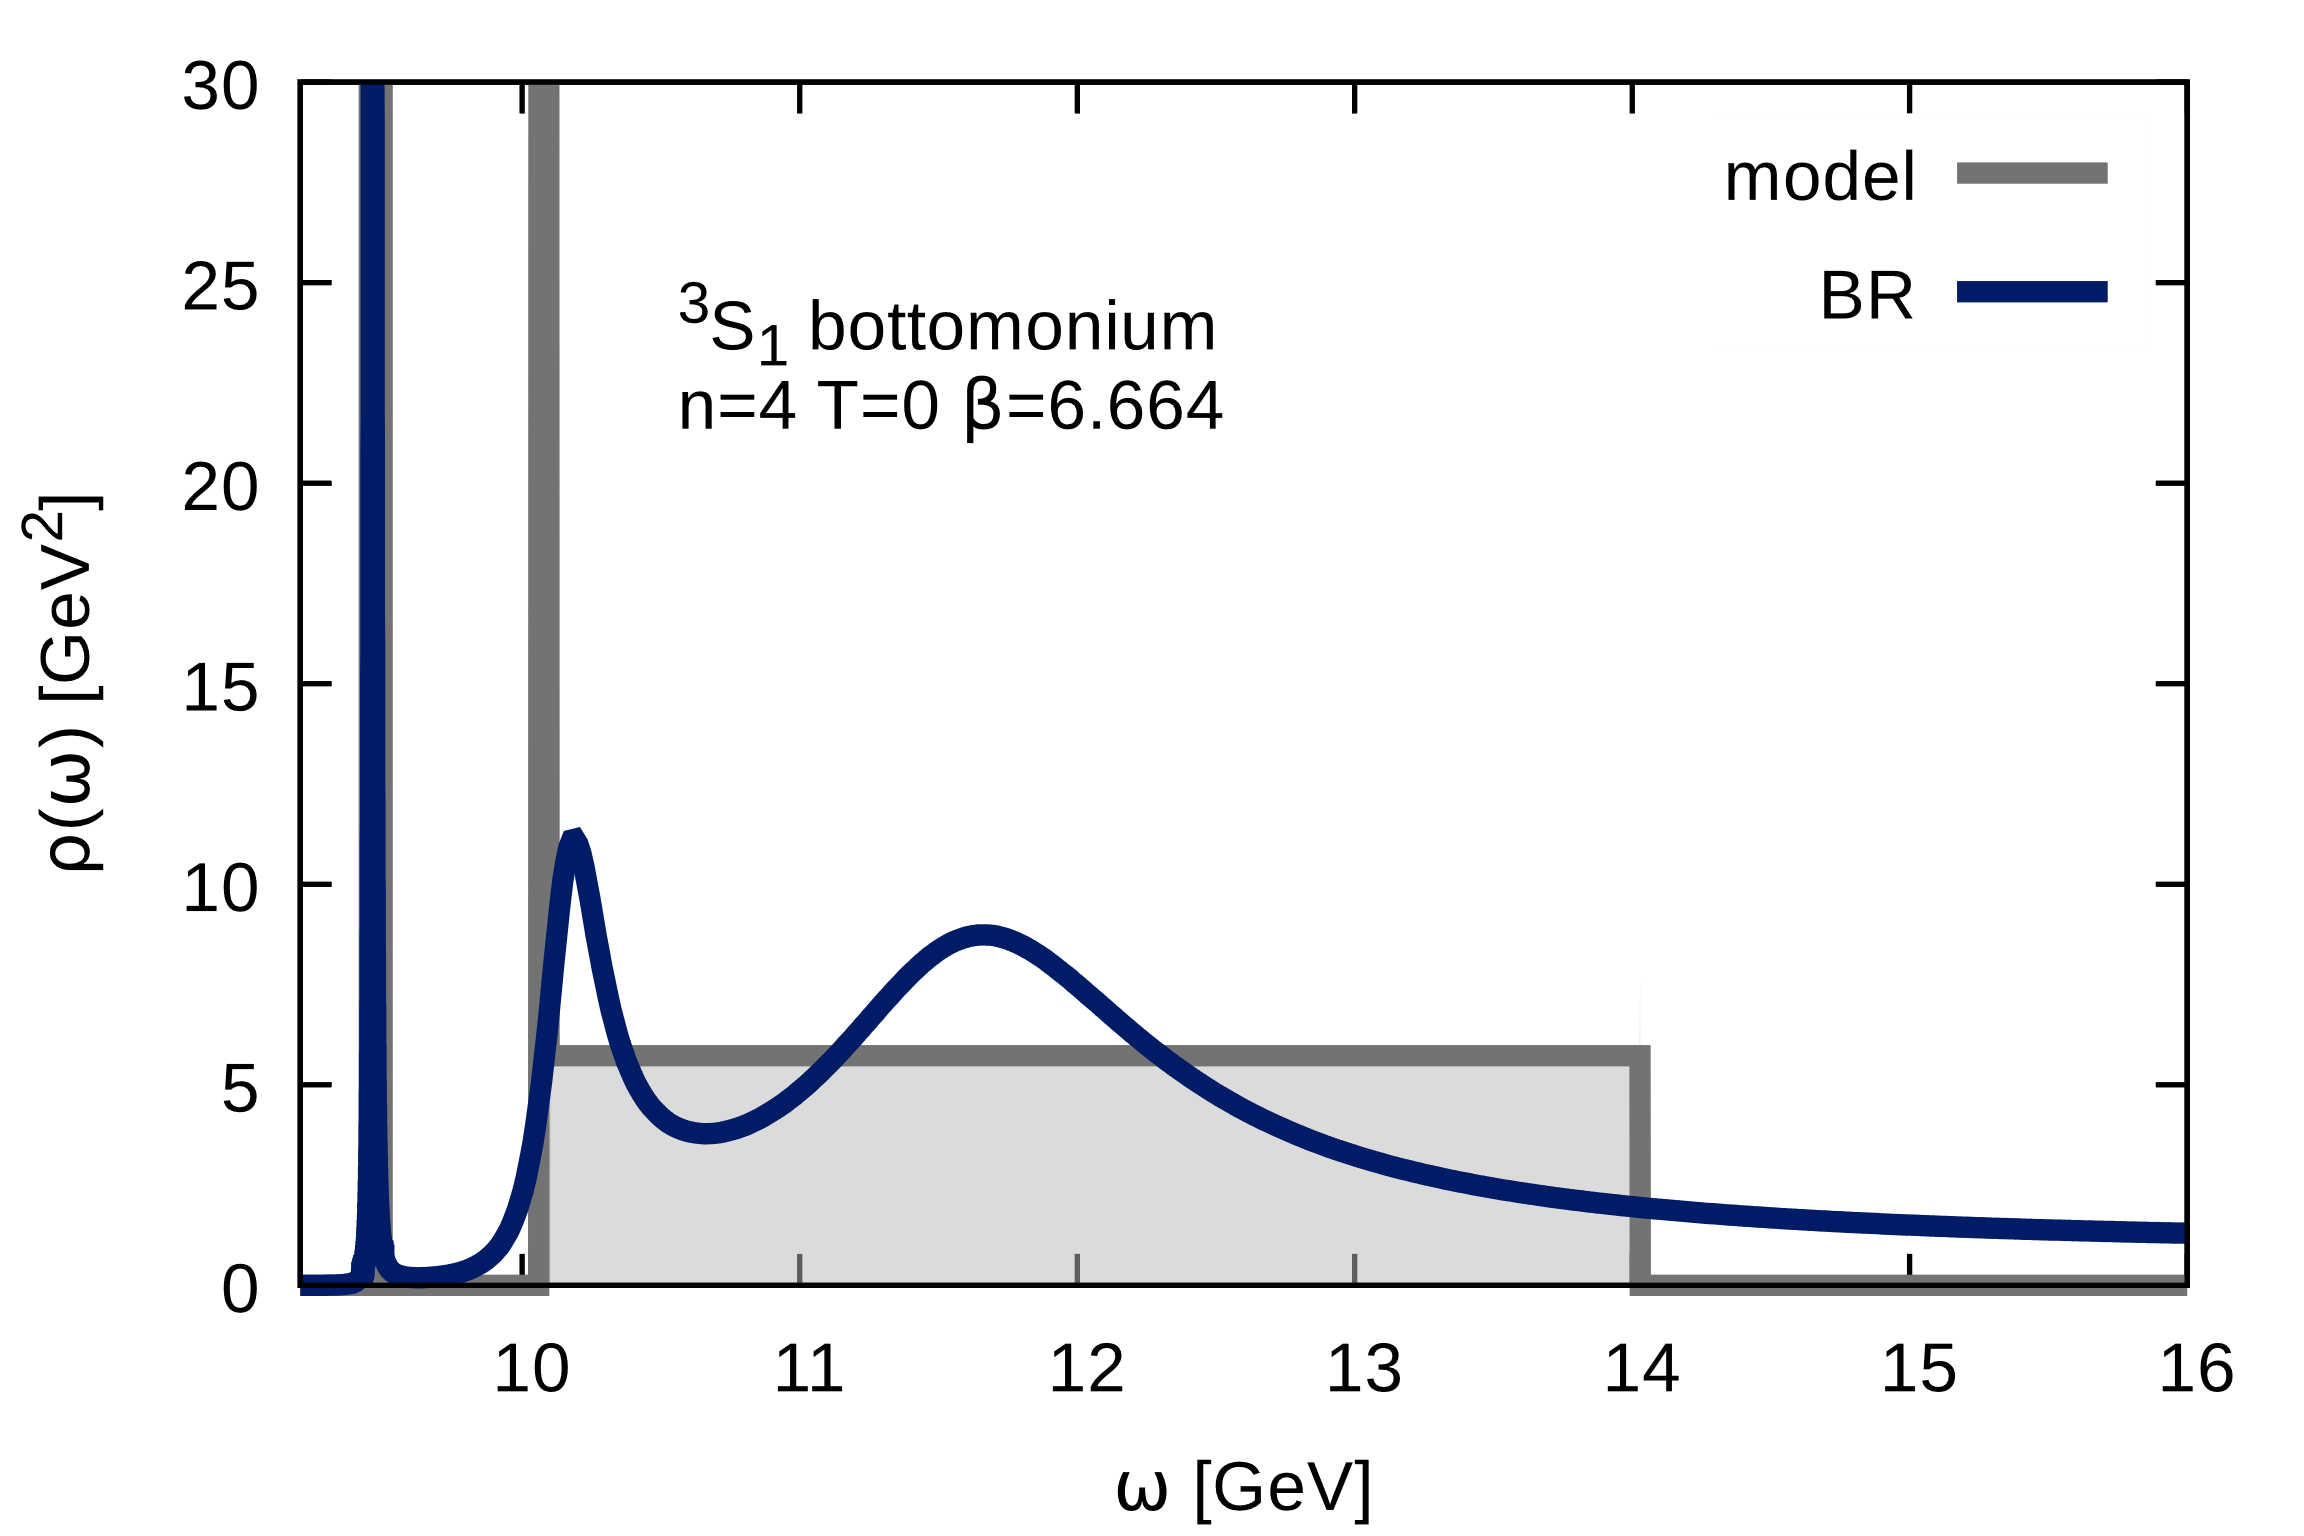 30
25
20
15
10
5
0
ρ(ω) [GeV²]
model
BR
³S₁ bottomonium
n=4 T=0 β=6.664
10 11 12 13 14 15 16
ω [GeV]